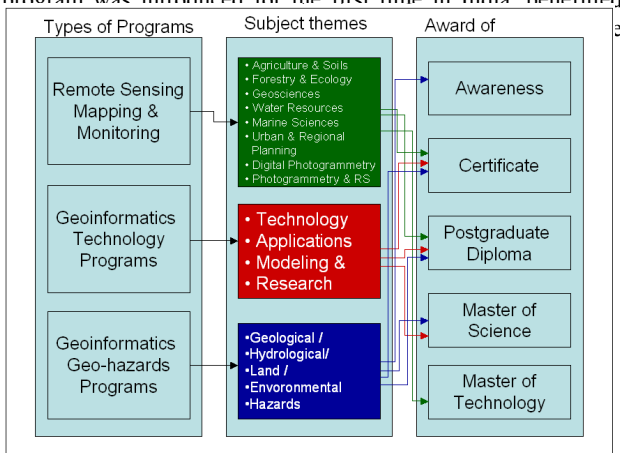 Types of Programs
Subject themes
Award of
Remote Sensing
Mapping &
Monitoring
Geoinformatics
Technology
Programs
Geoinformatics
Geo-hazards
Programs
• Agriculture & Soils
• Forestry & Ecology
• Geosciences
• Water Resources
• Marine Sciences
• Urban & Regional
Planning
• Digital Photogrammetry
• Photogrammetry & RS
• Technology
• Applications
• Modeling &
• Research
•Geological /
•Hydrological/
•Land /
•Envoronmental
•Hazards
Awareness
Certificate
Postgraduate
Diploma
Master of
Science
Master of
Technology